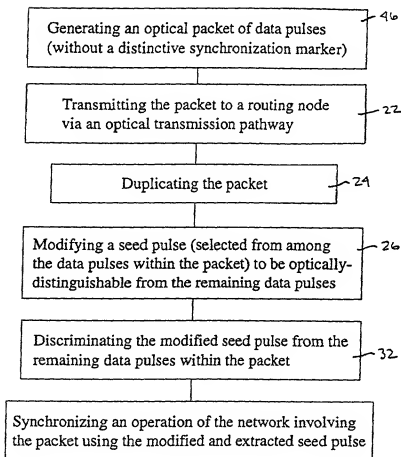 Generating an optical packet of data pulses
(without a distinctive synchronization marker)
46
Transmitting the packet to a routing node
via an optical transmission pathway
22
Duplicating the packet
24
Modifying a seed pulse (selected from among
the data pulses within the packet) to be optically-
distinguishable from the remaining data pulses
26
Discriminating the modified seed pulse from the
remaining data pulses within the packet
32
Synchronizing an operation of the network involving
the packet using the modified and extracted seed pulse